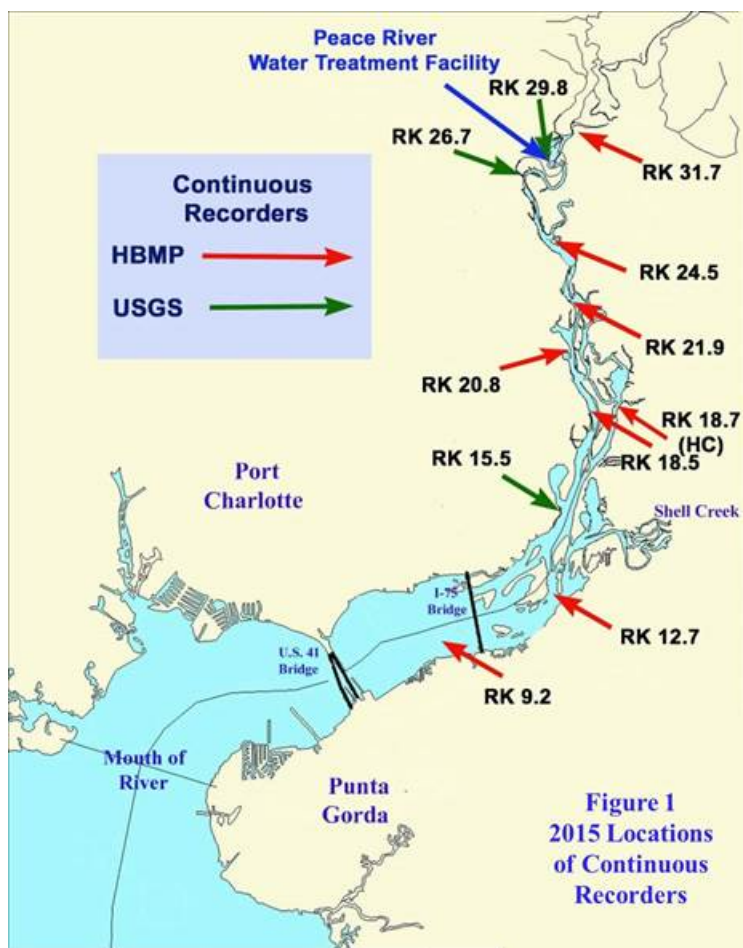 Peace River
Water Treatment Facility
RK 29.8
RK 26.7
RK 31.7
Continuous
Recorders
HBMP
USGS
RK 24.5
RK 21.9
RK 20.8
RK 18.7
(HC)
RK 18.5
RK 15.5
Port
Charlotte
Shell Creek
I-75
Bridge
RK 12.7
U.S. 41
Bridge
RK 9.2
Mouth of
River
Punta
Gorda
Figure 1
2015 Locations
of Continuous
Recorders